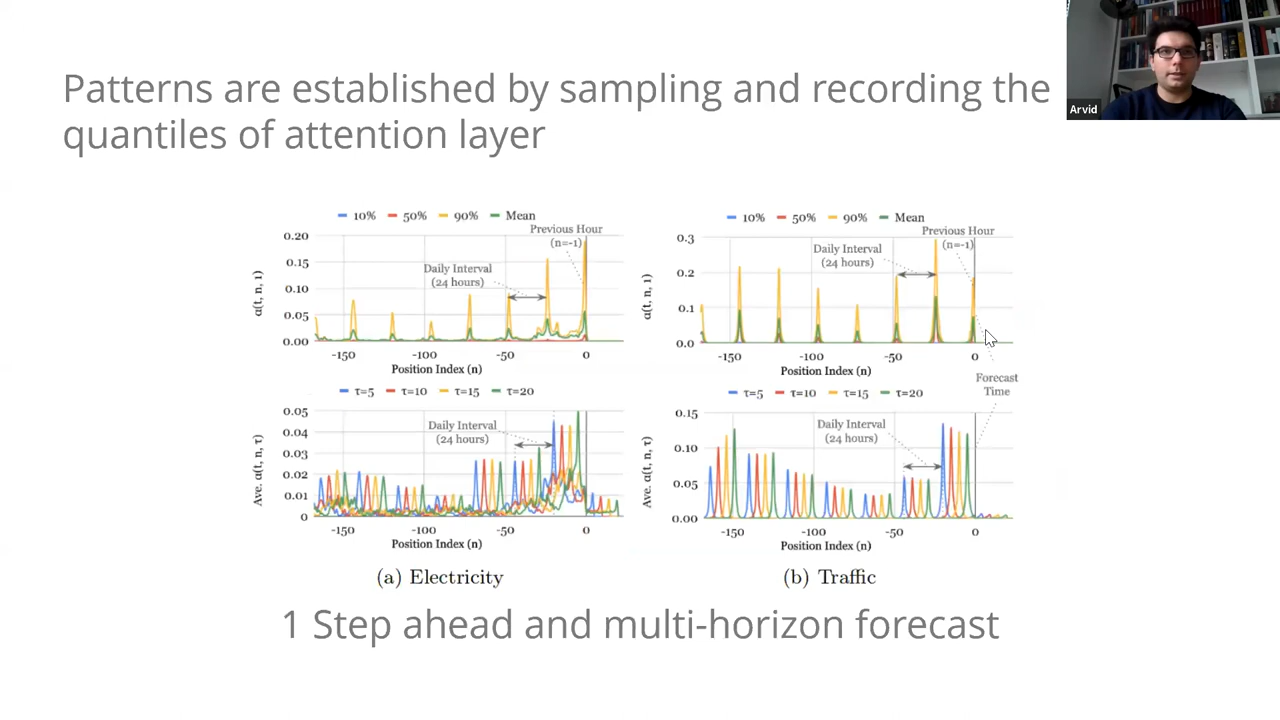 Patterns are established by sampling and recording the
quantiles of attention layer
Arvid
10% 50% 90% Mean
Previous Hour
(n=-1)
Daily Interval
(24 hours)
α(t, n, 1)
0.20
0.15
0.10
0.05
0.00
-150 -100 -50 0
Position Index (n)
10% 50% 90% Mean
Previous Hour
(n=-1)
Daily Interval
(24 hours)
α(t, n, 1)
0.3
0.2
0.1
0.0
-150 -100 -50 0
Position Index (n)
Forecast
Time
τ=5 τ=10 τ=15 τ=20
Daily Interval
(24 hours)
Ave. α(t, n, τ)
0.05
0.04
0.03
0.02
0.01
0
-150 -100 -50 0
Position Index (n)
τ=5 τ=10 τ=15 τ=20
Daily Interval
(24 hours)
Ave. α(t, n, τ)
0.15
0.10
0.05
0.00
-150 -100 -50 0
Position Index (n)
(a) Electricity
(b) Traffic
1 Step ahead and multi-horizon forecast